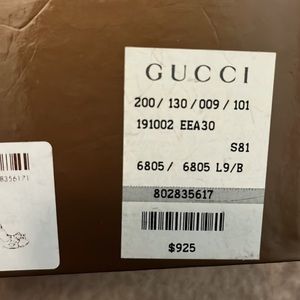 GUCCI
200/ 130 /009 / 101
191002 EEA30
S81
6805/ 6805 L9/B
802835617
$925